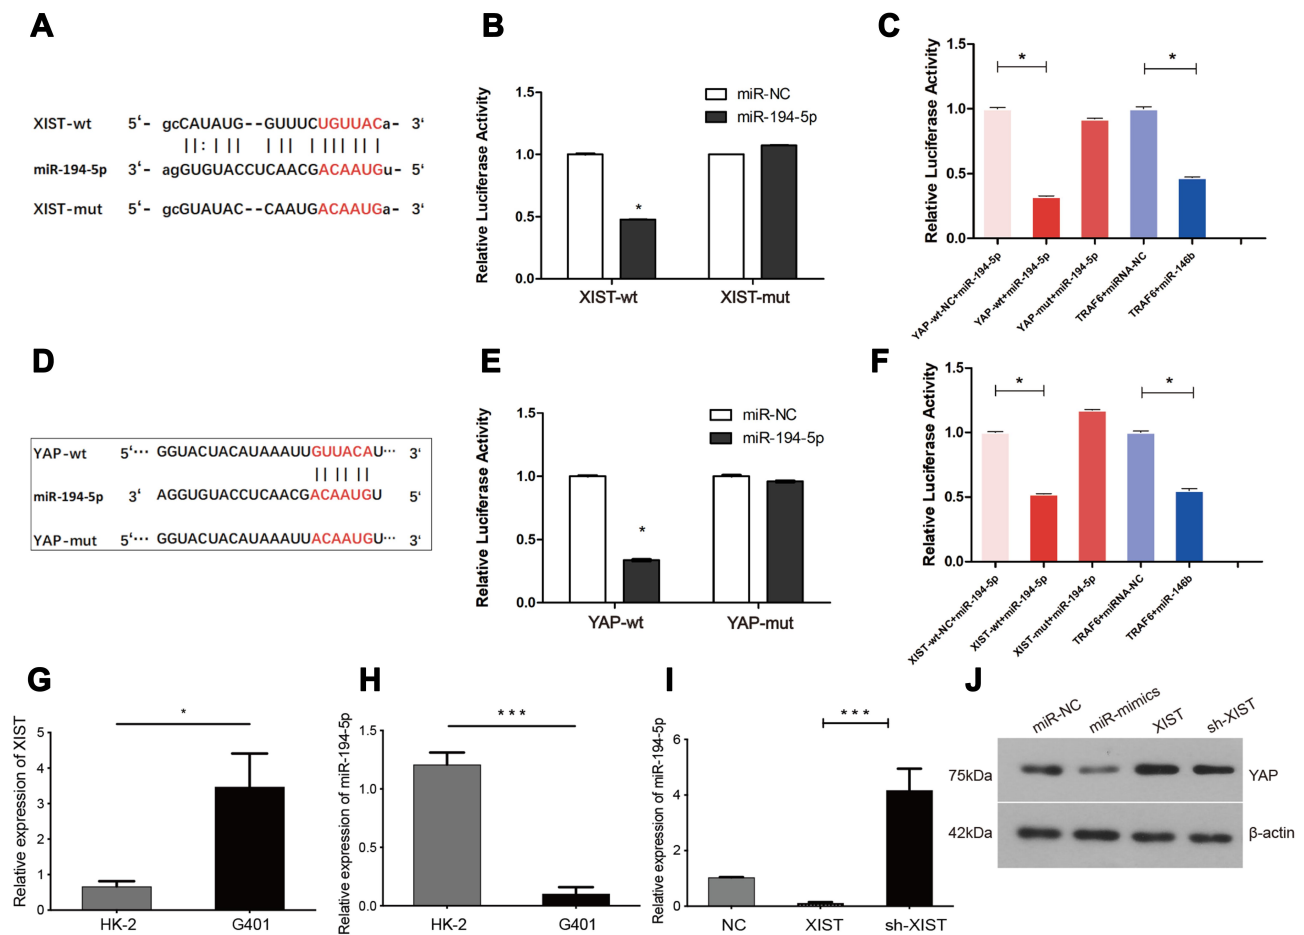 A
XIST-wt 5‘- gcCAUAUG--GUUUCUGUUACa- 3‘
miR-194-5p 3‘- agGUGUACCUCAACGACAAUGu- 5‘
XIST-mut 5‘- gcGUAUAC--CAAUGACAAUGa- 3‘
B
Relative Luciferase Activity
miR-NC
miR-194-5p
1.5
1.0
0.5
0.0
*
XIST-wt XIST-mut
C
Relative Luciferase Activity
1.5
1.0
0.5
0.0
* *
YAP-wt-NC+miR-194-5p
YAP-wt+miR-194-5p
YAP-mut+miR-194-5p
TRAF6+miRNA-NC
TRAF6+miR-146b
D
YAP-wt 5‘··· GGUACUACAUAAAUUGUUACAU··· 3‘
miR-194-5p 3‘ AGGUGUACCUCAACGACAAUGU 5‘
YAP-mut 5‘··· GGUACUACAUAAAUUACAAUGU··· 3‘
E
Relative Luciferase Activity
miR-NC
miR-194-5p
1.5
1.0
0.5
0.0
*
YAP-wt YAP-mut
F
Relative Luciferase Activity
1.5
1.0
0.5
0.0
* *
XIST-wt-NC+miR-194-5p
XIST-wt+miR-194-5p
XIST-mut+miR-194-5p
TRAF6+miRNA-NC
TRAF6+miR-146b
G
Relative expression of XIST
5
4
3
2
1
0
*
HK-2 G401
H
Relative expression of miR-194-5p
1.5
1.0
0.5
0.0
***
HK-2 G401
I
Relative expression of miR-194-5p
6
4
2
0
***
NC XIST sh-XIST
J
miR-NC miR-mimics XIST sh-XIST
75kDa YAP
42kDa β-actin